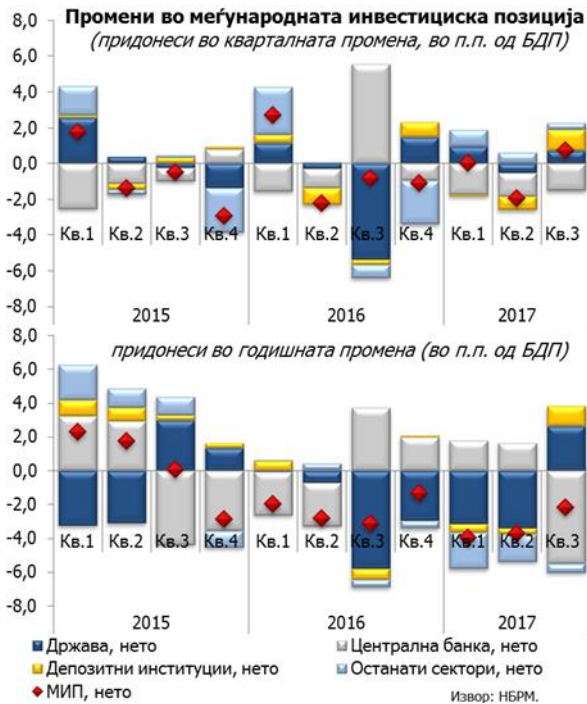 Промени во меѓународната инвестициска позиција
(придонеси во кварталната промена, во п.п. од БДП)
8,0
6,0
4,0
2,0
0,0
-2,0
-4,0
-6,0
-8,0
Кв.1 Кв.2 Кв.3 Кв.4 Кв.1 Кв.2 Кв.3 Кв.4 Кв.1 Кв.2 Кв.3
2015 2016 2017
придонеси во годишната промена (во п.п. од БДП)
8,0
6,0
4,0
2,0
0,0
-2,0
-4,0
-6,0
-8,0
Кв.1 Кв.2 Кв.3 Кв.4 Кв.1 Кв.2 Кв.3 Кв.4 Кв.1 Кв.2 Кв.3
2015 2016 2017
Држава, нето Централна банка, нето
Депозитни институции, нето Останати сектори, нето
МИП, нето
Извор: НБРМ.